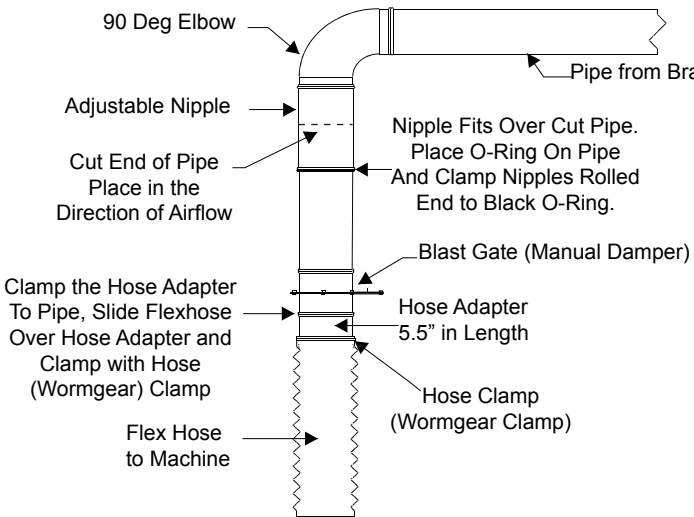 90 Deg Elbow
Pipe from Bra
Adjustable Nipple
Nipple Fits Over Cut Pipe.
Place O-Ring On Pipe
And Clamp Nipples Rolled
End to Black O-Ring.
Cut End of Pipe
Place in the
Direction of Airflow
Blast Gate (Manual Damper)
Clamp the Hose Adapter
To Pipe, Slide Flexhose
Over Hose Adapter and
Clamp with Hose
(Wormgear) Clamp
Hose Adapter
5.5” in Length
Hose Clamp
(Wormgear Clamp)
Flex Hose
to Machine